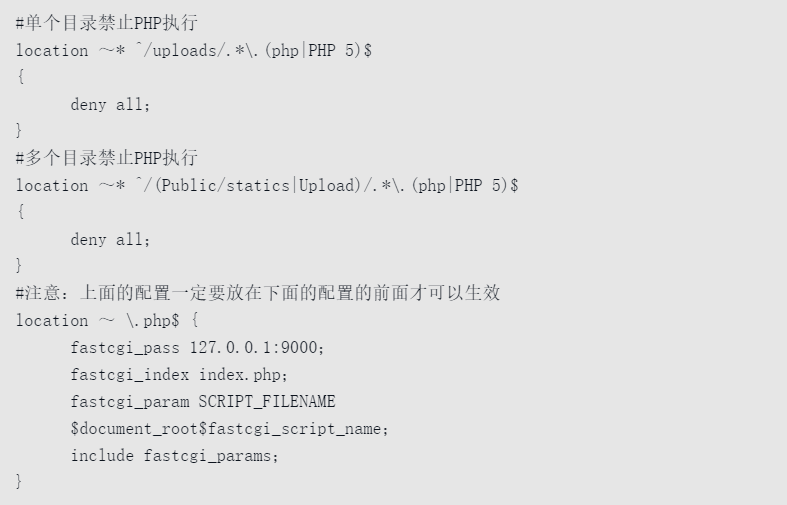 #单个目录禁止PHP执行
location ～* ^/uploads/.*\.(php|PHP 5)$
{
deny all;
}
#多个目录禁止PHP执行
location ～* ^/(Public/statics|Upload)/.*\.(php|PHP 5)$
{
deny all;
}
#注意：上面的配置一定要放在下面的配置的前面才可以生效
location ～ \.php$ {
fastcgi_pass 127.0.0.1:9000;
fastcgi_index index.php;
fastcgi_param SCRIPT_FILENAME
$document_root$fastcgi_script_name;
include fastcgi_params;
}